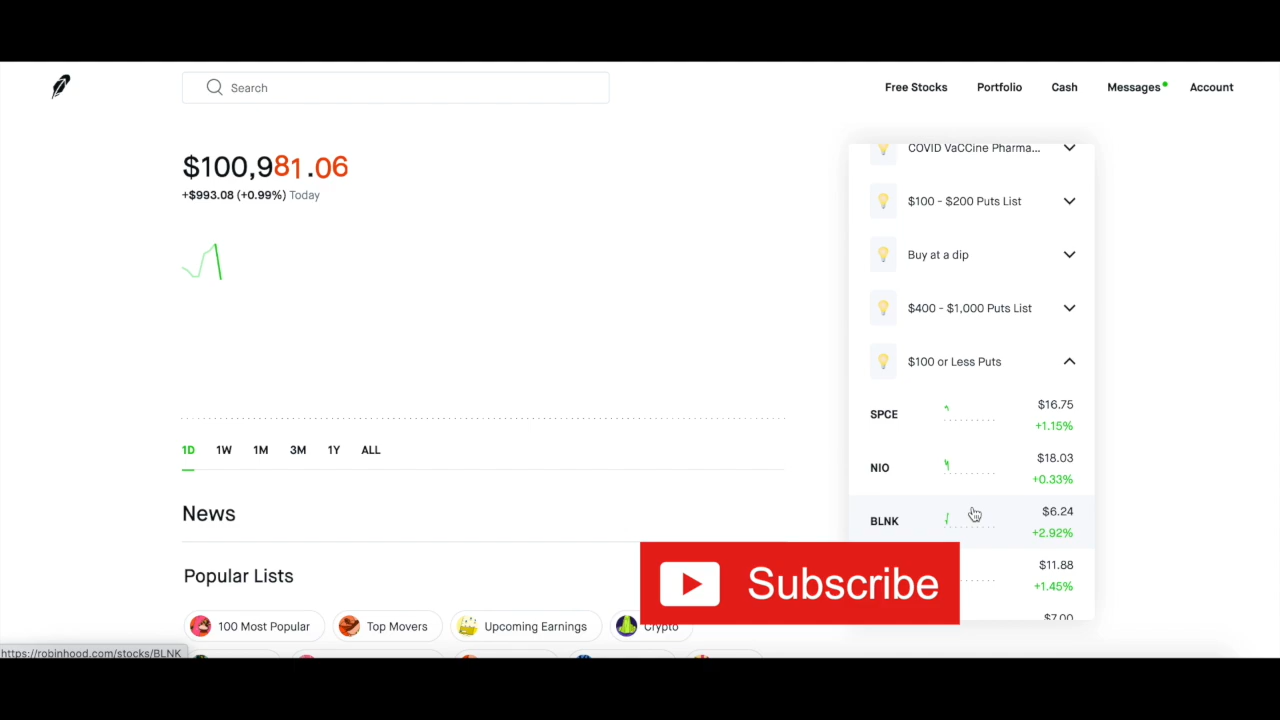 Search
Free Stocks
Portfolio
Cash
Messages
Account
$100,981.06
+$993.08 (+0.99%) Today
1D
1W
1M
3M
1Y
ALL
News
Popular Lists
100 Most Popular
Top Movers
Upcoming Earnings
Crypto
COVID VaCCine Pharma...
$100 - $200 Puts List
Buy at a dip
$400 - $1,000 Puts List
$100 or Less Puts
SPCE
$16.75
+1.15%
NIO
$18.03
+0.33%
BLNK
$6.24
+2.92%
$11.88
+1.45%
$7.00
Subscribe
https://robinhood.com/stocks/BLNK